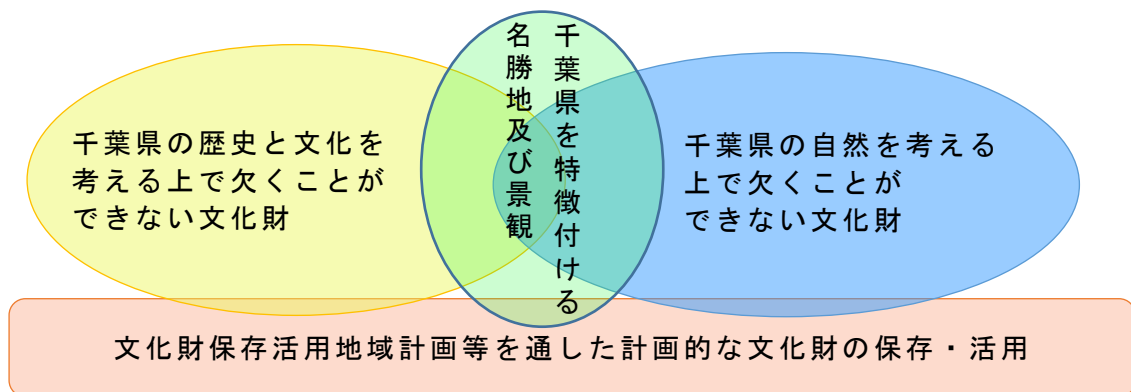 千葉県の歴史と文化を
考える上で欠くことが
できない文化財
千葉県を特徴付ける
名勝地及び景観
千葉県の自然を考える
上で欠くことが
できない文化財
文化財保存活用地域計画等を通した計画的な文化財の保存・活用